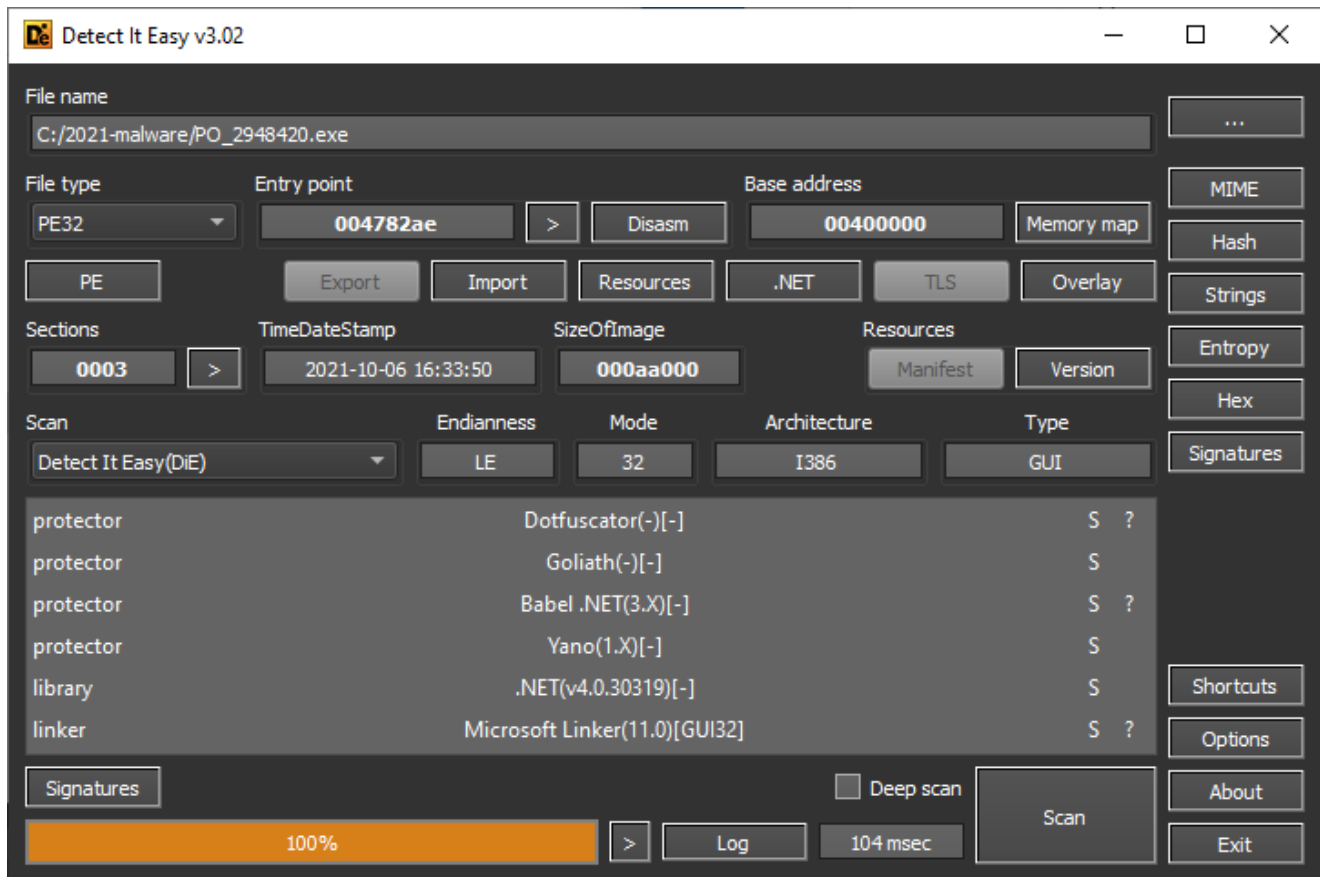 Detect It Easy v3.02
File name
C:/2021-malware/PO_2948420.exe
...
File type Entry point Base address
PE32 004782ae > Disasm 00400000 Memory map
MIME
Hash
PE Export Import Resources .NET TLS Overlay
Strings
Sections TimeDateStamp SizeOfImage Resources
0003 > 2021-10-06 16:33:50 000aa000 Manifest Version
Entropy
Hex
Scan Endianness Mode Architecture Type
Detect It Easy(DiE) LE 32 I386 GUI
Signatures
protector Dotfuscator(-)[-] S ?
protector Goliath(-)[-] S
protector Babel .NET(3.X)[-] S ?
protector Yano(1.X)[-] S
library .NET(v4.0.30319)[-] S
linker Microsoft Linker(11.0)[GUI32] S ?
Shortcuts
Options
Signatures Deep scan Scan
About
100% > Log 104 msec
Exit